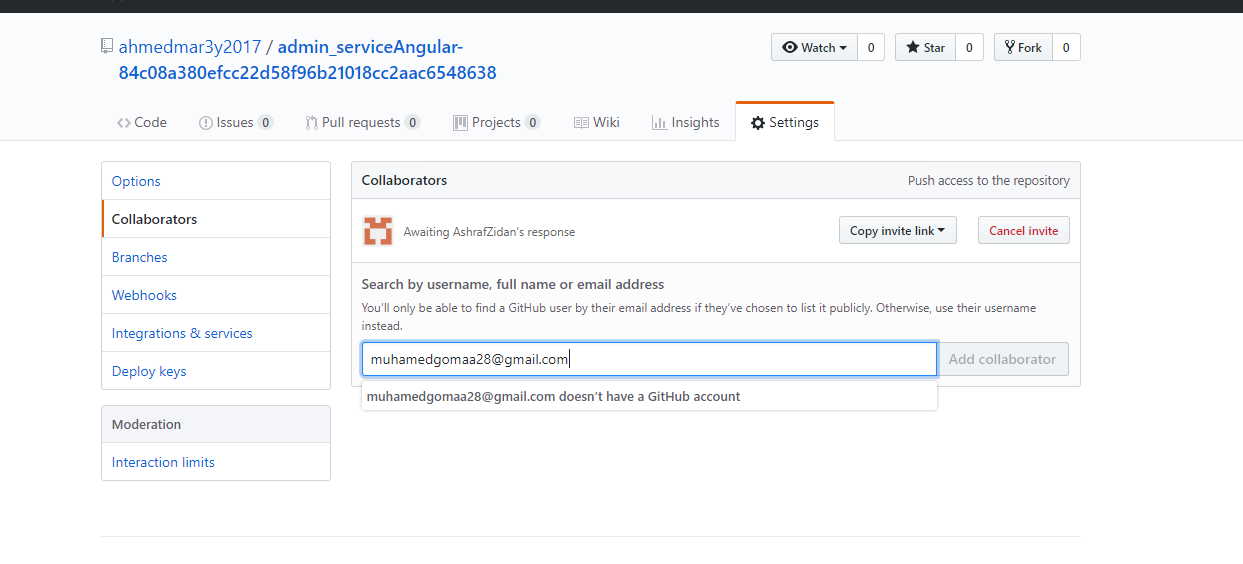 ahmedmar3y2017 / admin_serviceAngular-
84c08a380efcc22d58f96b21018cc2aac6548638
Watch 0 Star 0 Fork 0
Code Issues 0 Pull requests 0 Projects 0 Wiki Insights Settings
Options
Collaborators
Branches
Webhooks
Integrations & services
Deploy keys
Moderation
Interaction limits
Collaborators Push access to the repository
Awaiting AshrafZidan's response Copy invite link Cancel invite
Search by username, full name or email address
You'll only be able to find a GitHub user by their email address if they've chosen to list it publicly. Otherwise, use their username
instead.
muhamedgomaa28@gmail.com Add collaborator
muhamedgomaa28@gmail.com doesn't have a GitHub account